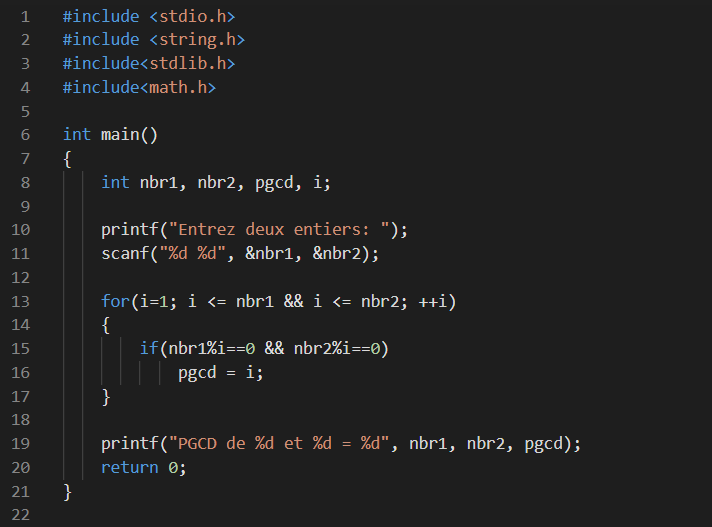 1 #include <stdio.h>
2 #include <string.h>
3 #include<stdlib.h>
4 #include<math.h>
5
6 int main()
7 {
8 int nbr1, nbr2, pgcd, i;
9
10 printf("Entrez deux entiers: ");
11 scanf("%d %d", &nbr1, &nbr2);
12
13 for(i=1; i <= nbr1 && i <= nbr2; ++i)
14 {
15 if(nbr1%i==0 && nbr2%i==0)
16 pgcd = i;
17 }
18
19 printf("PGCD de %d et %d = %d", nbr1, nbr2, pgcd);
20 return 0;
21 }
22